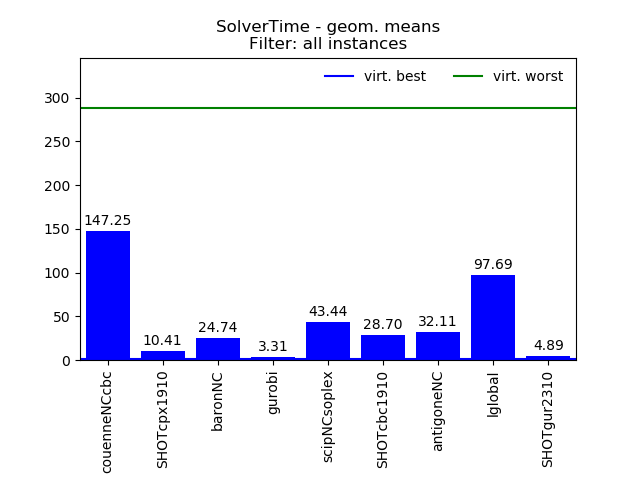 SolverTime - geom. means
Filter: all instances
virt. best
virt. worst
300
250
200
150
100
50
0
147.25
10.41
24.74
3.31
43.44
28.70
32.11
97.69
4.89
couenneNCcbc
SHOTcpx1910
baronNC
gurobi
scipNCsoplex
SHOTcbc1910
antigoneNC
lglobal
SHOTgur2310